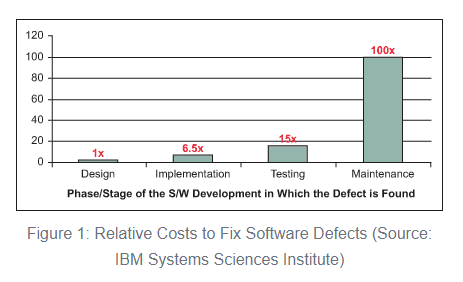 120
100
80
60
40
20
0
100x
15x
6.5x
1x
Design Implementation Testing Maintenance
Phase/Stage of the S/W Development in Which the Defect is Found
Figure 1: Relative Costs to Fix Software Defects (Source:
IBM Systems Sciences Institute)